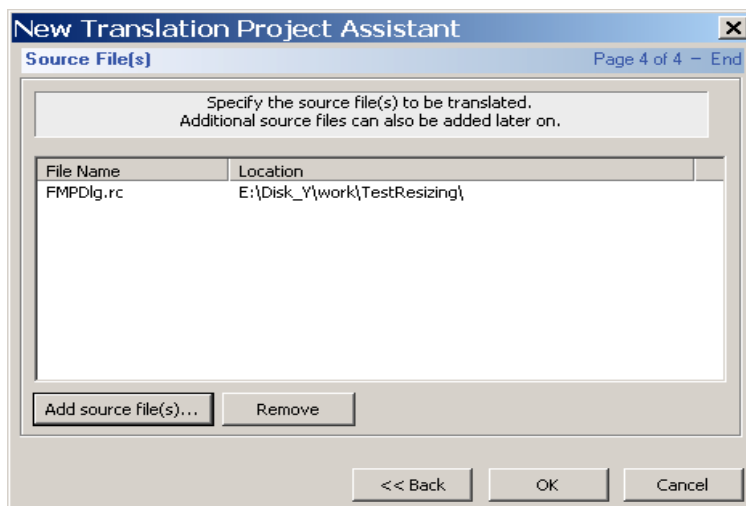 New Translation Project Assistant
Source File(s) Page 4 of 4 – End
Specify the source file(s) to be translated.
Additional source files can also be added later on.
File Name Location
FMPDlg.rc E:\Disk_Y\work\TestResizing\
Add source file(s)... Remove
<< Back OK Cancel